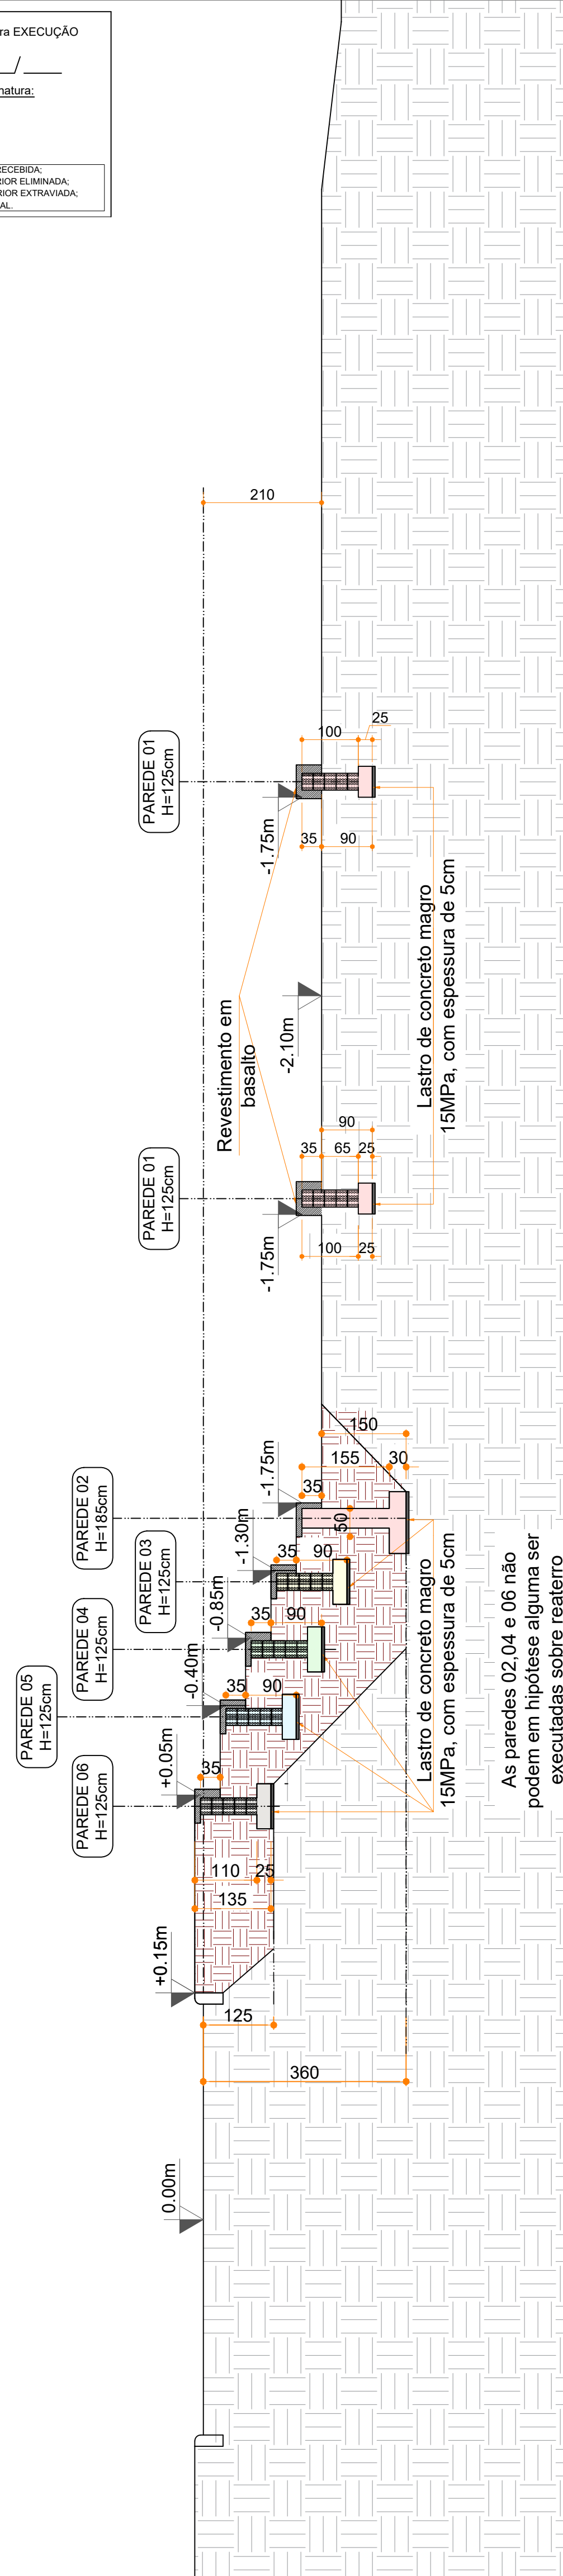 ra EXECUÇÃO
/
natura:
RECEBIDA;
RIOR ELIMINADA;
RIOR EXTRAVIADA;
AL.
210
PAREDE 01
H=125cm
100
25
35
90
-1.75m
Revestimento em
basalto
-2.10m
Lastro de concreto magro
15MPa, com espessura de 5cm
PAREDE 01
H=125cm
90
35
65
25
100
25
-1.75m
PAREDE 02
H=185cm
-1.75m
150
155
30
35
50
PAREDE 03
H=125cm
-1.30m
35
90
PAREDE 04
H=125cm
-0.85m
35
90
PAREDE 05
H=125cm
-0.40m
35
90
PAREDE 06
H=125cm
+0.05m
35
110
25
135
+0.15m
125
360
0.00m
Lastro de concreto magro
15MPa, com espessura de 5cm
As paredes 02,04 e 06 não
podem em hipótese alguma ser
executadas sobre reaterro